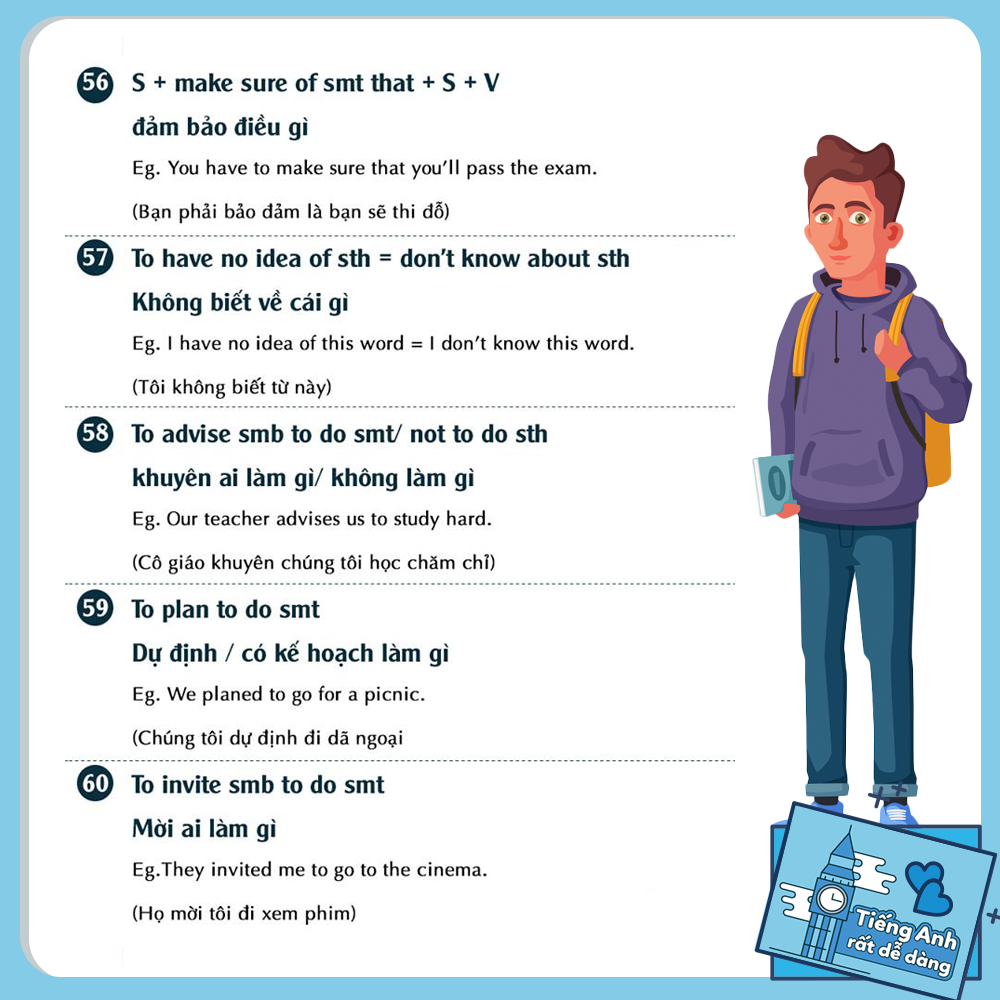 56 S + make sure of smt that + S + V
đảm bảo điều gì
Eg. You have to make sure that you'll pass the exam.
(Bạn phải bảo đảm là bạn sẽ thi đỗ)
57 To have no idea of sth = don't know about sth
Không biết về cái gì
Eg. I have no idea of this word = I don't know this word.
(Tôi không biết từ này)
58 To advise smb to do smt/ not to do sth
khuyên ai làm gì/ không làm gì
Eg. Our teacher advises us to study hard.
(Cô giáo khuyên chúng tôi học chăm chỉ)
59 To plan to do smt
Dự định / có kế hoạch làm gì
Eg. We planed to go for a picnic.
(Chúng tôi dự định đi dã ngoại
60 To invite smb to do smt
Mời ai làm gì
Eg.They invited me to go to the cinema.
(Họ mời tôi đi xem phim)
Tiếng Anh
rất dễ dàng